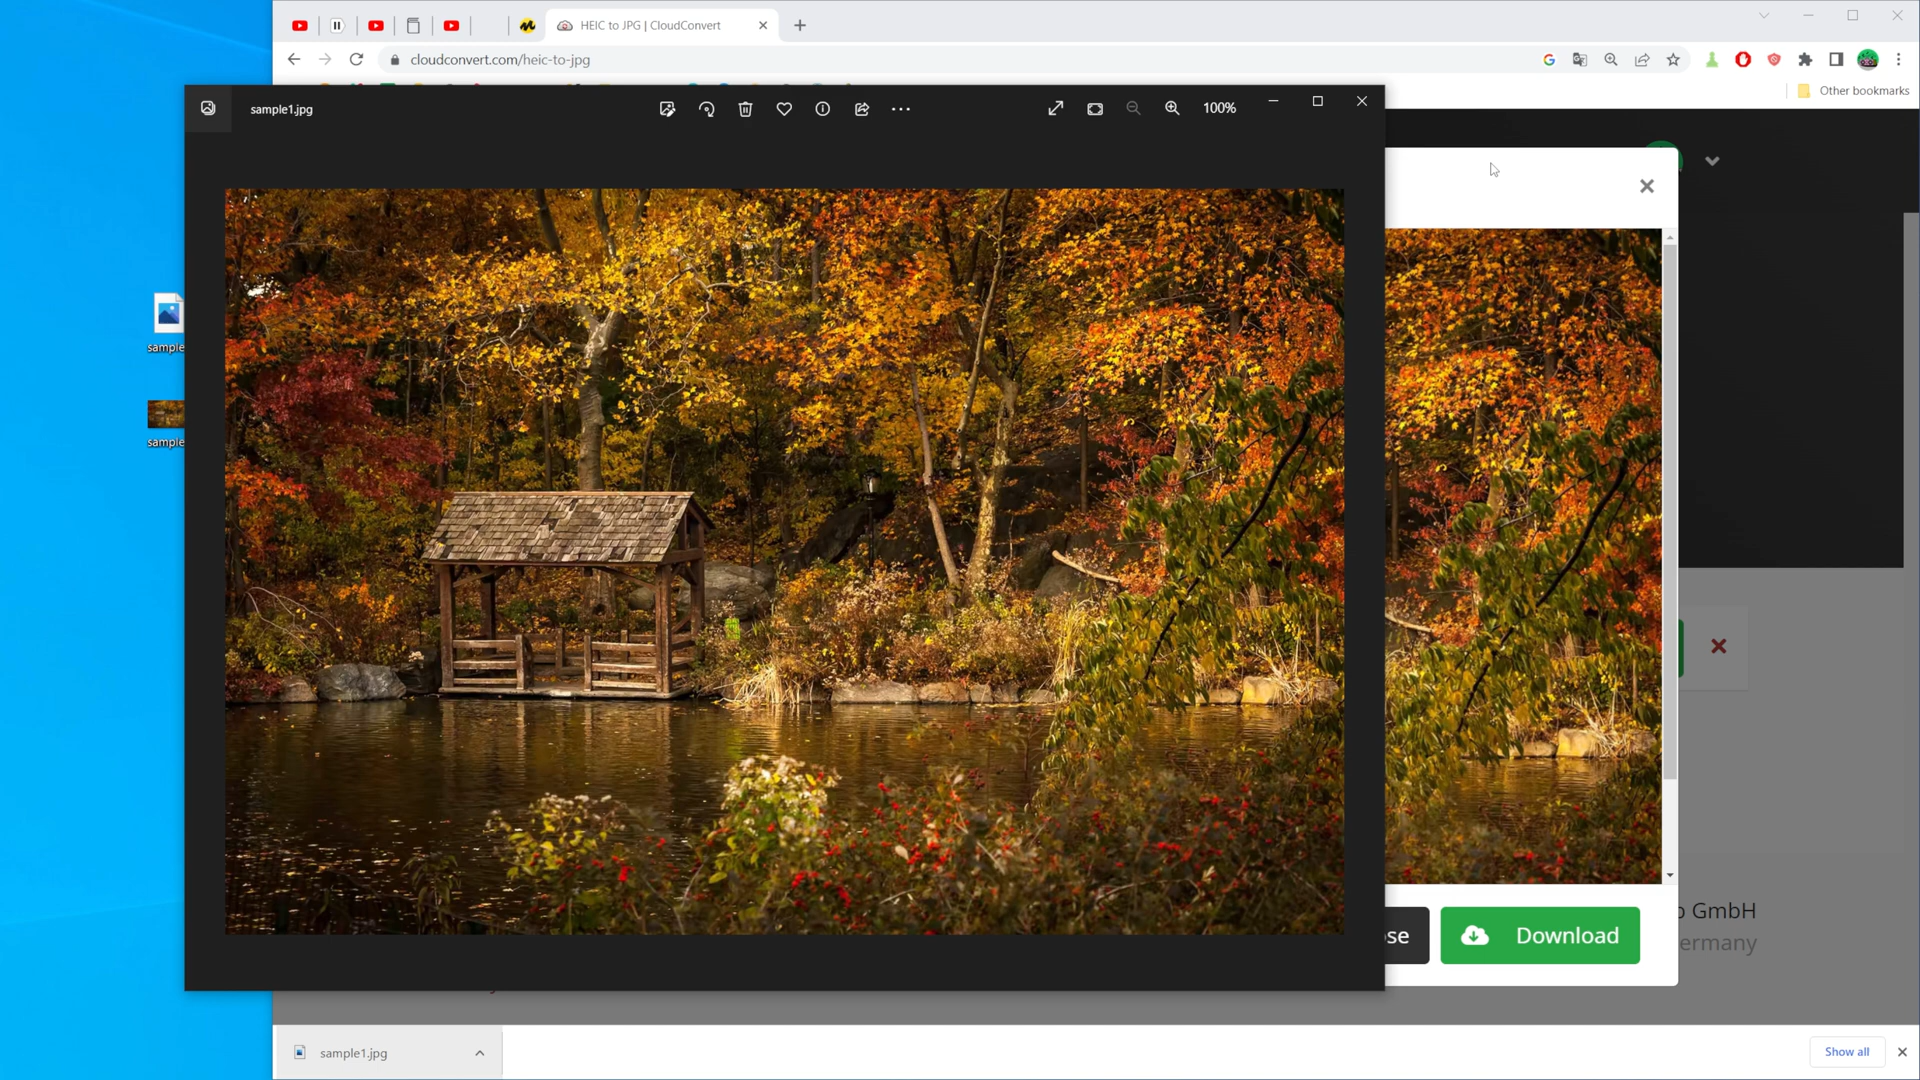 HEIC to JPG | CloudConvert
cloudconvert.com/heic-to-jpg
Other bookmarks
sample1.jpg
100%
sample
sample
se
Download
GmbH
ermany
sample1.jpg
Show all